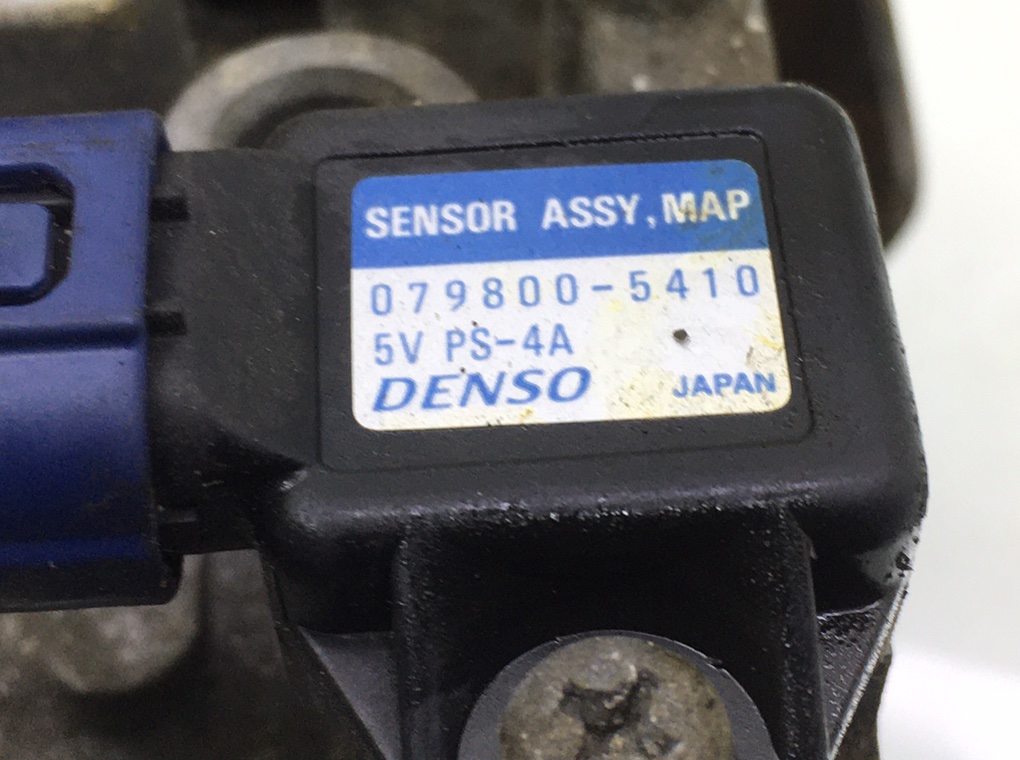 SENSOR ASSY,MAP
079800-5410
5V PS-4A
DENSO JAPAN